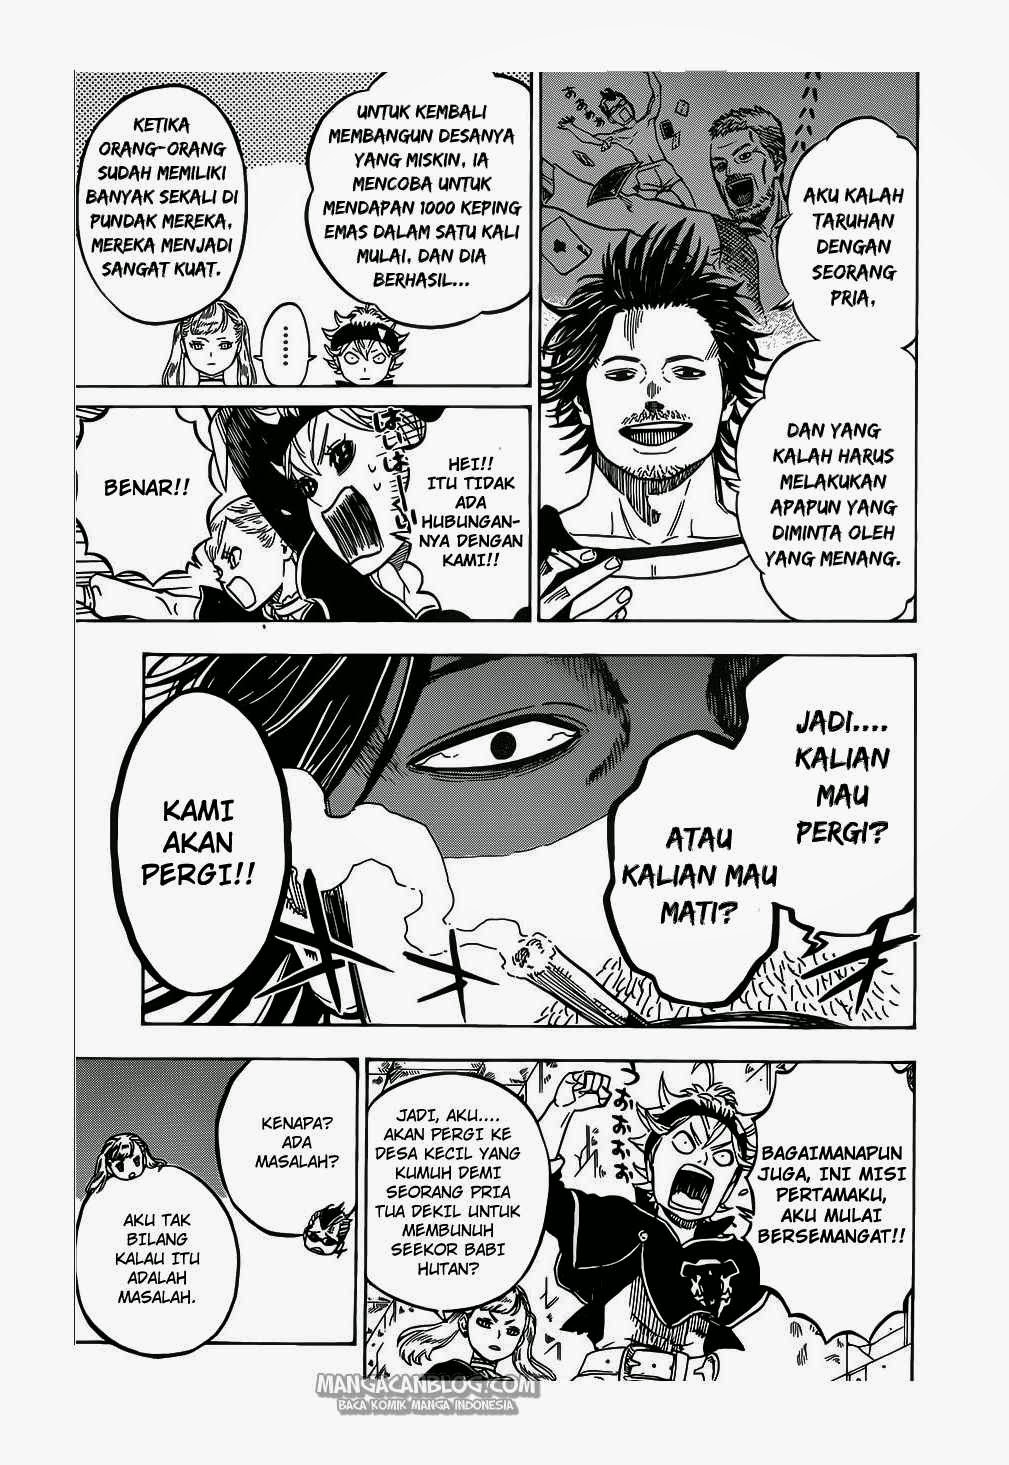 AKU KALAH
TARUHAN
DENGAN
SEORANG
PRIA,
DAN YANG
KALAH HARUS
MELAKUKAN
APAPUN YANG
DIMINTA OLEH
YANG MENANG.
UNTUK KEMBALI
MEMBANGUN DESANYA
YANG MISKIN, IA
MENCOBA UNTUK
MENDAPAN 1000 KEPING
EMAS DALAM SATU KALI
MULAI, DAN DIA
BERHASIL...
KETIKA
ORANG-ORANG
SUDAH MEMILIKI
BANYAK SEKALI DI
PUNDAK MEREKA,
MEREKA MENJADI
SANGAT KUAT.
......
HEI!!
ITU TIDAK
ADA
HUBUNGAN-
NYA DENGAN
KAMI!!
BENAR!!
JADI....
KALIAN
MAU
PERGI?
ATAU
KALIAN MAU
MATI?
KAMI
AKAN
PERGI!!
BAGAIMANAPUN
JUGA, INI MISI
PERTAMAKU,
AKU MULAI
BERSEMANGAT!!
うおおおお
JADI, AKU....
AKAN PERGI KE
DESA KECIL YANG
KUMUH DEMI
SEORANG PRIA
TUA DEKIL UNTUK
MEMBUNUH
SEEKOR BABI
HUTAN?
KENAPA?
ADA
MASALAH?
AKU TAK
BILANG
KALAU ITU
ADALAH
MASALAH.
MANGACANBLOG.COM
BACA KOMIK MANGA INDONESIA